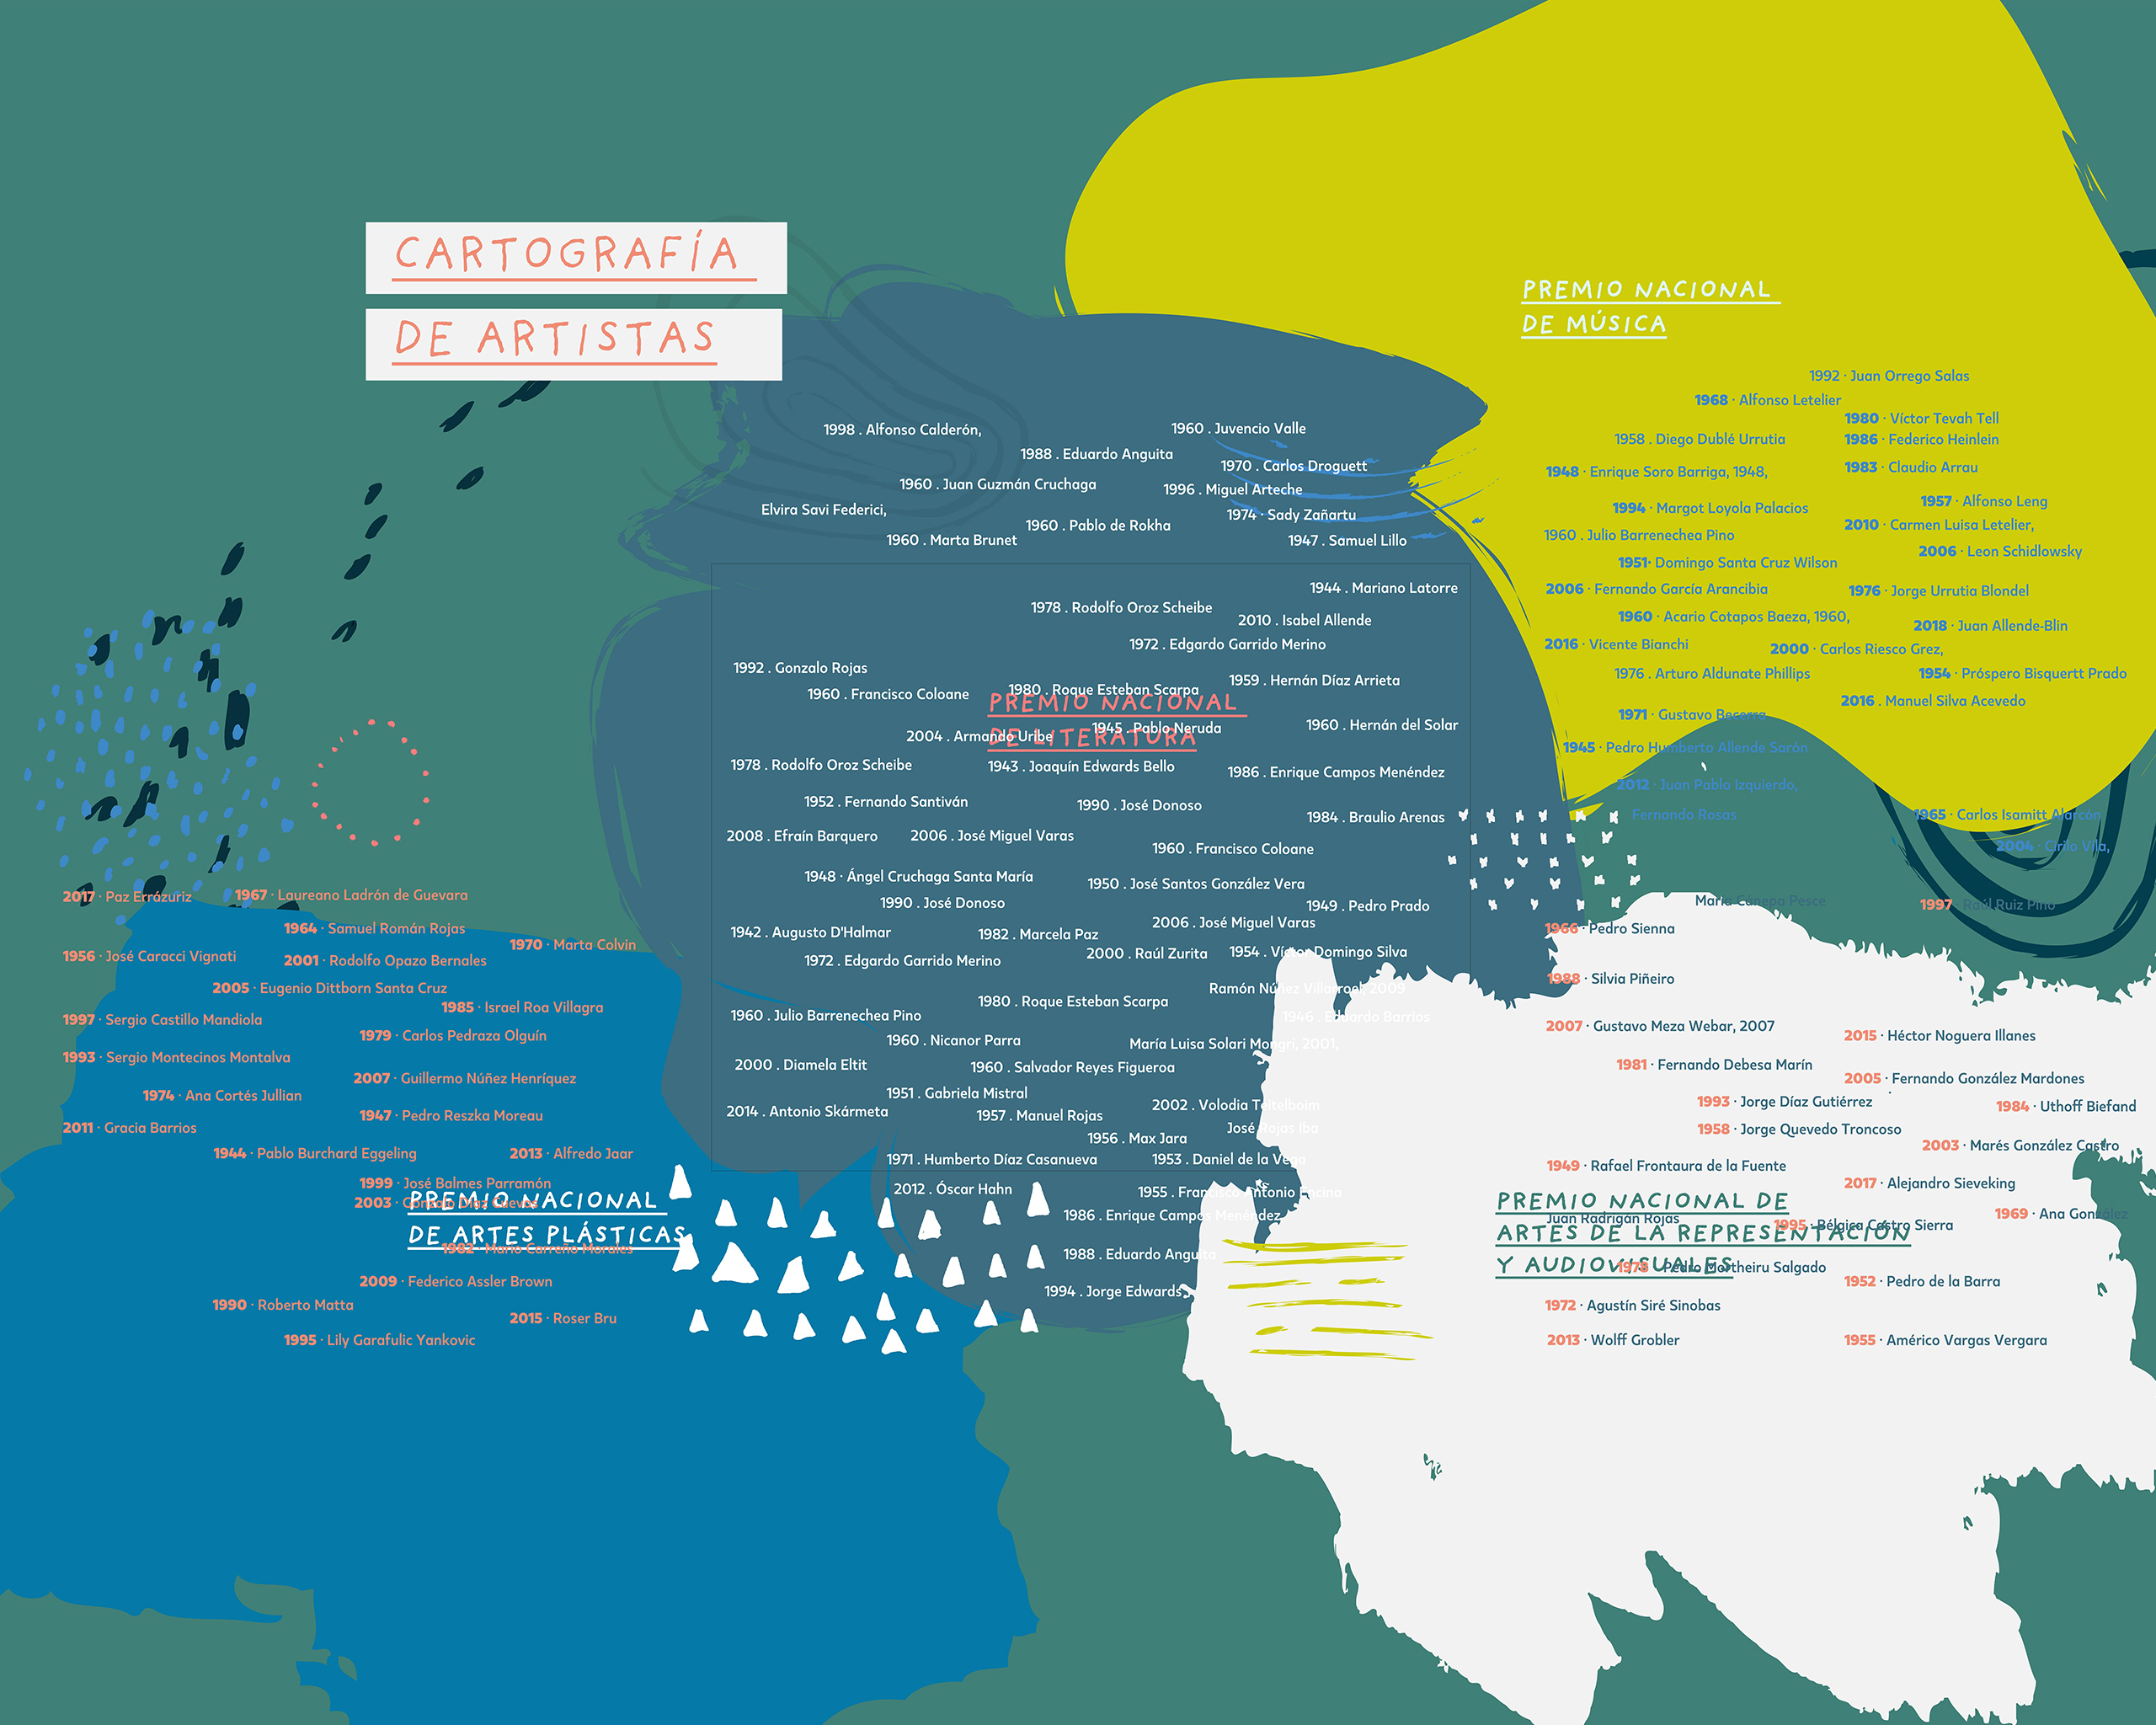 CARTOGRAFÍA
DE ARTISTAS
PREMIO NACIONAL
DE MÚSICA
1992 · Juan Orrego Salas
1968 · Alfonso Letelier
1980 · Víctor Tevah Tell
1958 . Diego Dublé Urrutia
1986 · Federico Heinlein
1948 · Enrique Soro Barriga, 1948,
1983 · Claudio Arrau
1957 · Alfonso Leng
1994 · Margot Loyola Palacios
2010 · Carmen Luisa Letelier,
1960 . Julio Barrenechea Pino
2006 · Leon Schidlowsky
1951· Domingo Santa Cruz Wilson
2006 · Fernando García Arancibia
1976 · Jorge Urrutia Blondel
1960 · Acario Cotapos Baeza, 1960,
2018 · Juan Allende-Blin
2016 · Vicente Bianchi
2000 · Carlos Riesco Grez,
1976 . Arturo Aldunate Phillips
1954 · Próspero Bisquertt Prado
2016 . Manuel Silva Acevedo
1971 · Gustavo Becerra
1945 · Pedro Humberto Allende Sarón
2012 · Juan Pablo Izquierdo,
Fernando Rosas
1965 · Carlos Isamitt Alarcón
2004 · Cirilo Vila,
1998 . Alfonso Calderón,
1960 . Juvencio Valle
1988 . Eduardo Anguita
1970 . Carlos Droguett
1960 . Juan Guzmán Cruchaga
1996 . Miguel Arteche
Elvira Savi Federici,
1974 · Sady Zañartu
1960 . Pablo de Rokha
1960 . Marta Brunet
1947 . Samuel Lillo
1944 . Mariano Latorre
1978 . Rodolfo Oroz Scheibe
2010 . Isabel Allende
1972 . Edgardo Garrido Merino
1992 . Gonzalo Rojas
1959 . Hernán Díaz Arrieta
1960 . Francisco Coloane
1980 . Roque Esteban Scarpa
PREMIO NACIONAL
DE LITERATURA
1960 . Hernán del Solar
1945 . Pablo Neruda
2004 . Armando Uribe
1978 . Rodolfo Oroz Scheibe
1943 . Joaquín Edwards Bello
1986 . Enrique Campos Menéndez
1952 . Fernando Santiván
1990 . José Donoso
1984 . Braulio Arenas
2008 . Efraín Barquero
2006 . José Miguel Varas
1960 . Francisco Coloane
1948 · Ángel Cruchaga Santa María
1950 . José Santos González Vera
1990 . José Donoso
1949 . Pedro Prado
2006 . José Miguel Varas
1942 . Augusto D'Halmar
1982 . Marcela Paz
2000 . Raúl Zurita
1954 . Víctor Domingo Silva
1972 . Edgardo Garrido Merino
Ramón Núñez Villarroel, 2009
1980 . Roque Esteban Scarpa
1960 . Julio Barrenechea Pino
1946 . Eduardo Barrios
1960 . Nicanor Parra
María Luisa Solari Mongri, 2001,
2000 . Diamela Eltit
1960 . Salvador Reyes Figueroa
1951 . Gabriela Mistral
2014 . Antonio Skármeta
1957 . Manuel Rojas
2002 . Volodia Teitelboim
José Rojas Iba
1956 . Max Jara
1971 . Humberto Díaz Casanueva
1953 . Daniel de la Vega
2012 . Óscar Hahn
1955 . Francisco Antonio Encina
1986 . Enrique Campos Menéndez
1988 . Eduardo Anguita
1994 . Jorge Edwards
2017 · Paz Errázuriz
1967 · Laureano Ladrón de Guevara
1964 · Samuel Román Rojas
1970 · Marta Colvin
1956 · José Caracci Vignati
2001 · Rodolfo Opazo Bernales
2005 · Eugenio Dittborn Santa Cruz
1985 · Israel Roa Villagra
1997 · Sergio Castillo Mandiola
1979 · Carlos Pedraza Olguín
1993 · Sergio Montecinos Montalva
2007 · Guillermo Núñez Henríquez
1974 · Ana Cortés Jullian
1947 · Pedro Reszka Moreau
2011 · Gracia Barrios
1944 · Pablo Burchard Eggeling
2013 · Alfredo Jaar
1999 · José Balmes Parramón
2003 · Gonzalo Díaz Cuevas
PREMIO NACIONAL
DE ARTES PLÁSTICAS
1982 · Mario Carreño Morales
2009 · Federico Assler Brown
1990 · Roberto Matta
2015 · Roser Bru
1995 · Lily Garafulic Yankovic
María Canepa Pesce
1997 · Raúl Ruiz Pino
1966 · Pedro Sienna
1988 · Silvia Piñeiro
2007 · Gustavo Meza Webar, 2007
2015 · Héctor Noguera Illanes
1981 · Fernando Debesa Marín
2005 · Fernando González Mardones
1993 · Jorge Díaz Gutiérrez
1984 · Uthoff Biefand
1958 · Jorge Quevedo Troncoso
2003 · Marés González Castro
1949 · Rafael Frontaura de la Fuente
2017 · Alejandro Sieveking
PREMIO NACIONAL DE
ARTES DE LA REPRESENTACIÓN
Y AUDIOVISUALES
1969 · Ana González
Juan Radrigán Rojas
1995 · Bélgica Castro Sierra
1978 · Pedro Mortheiru Salgado
1952 · Pedro de la Barra
1972 · Agustín Siré Sinobas
2013 · Wolff Grobler
1955 · Américo Vargas Vergara